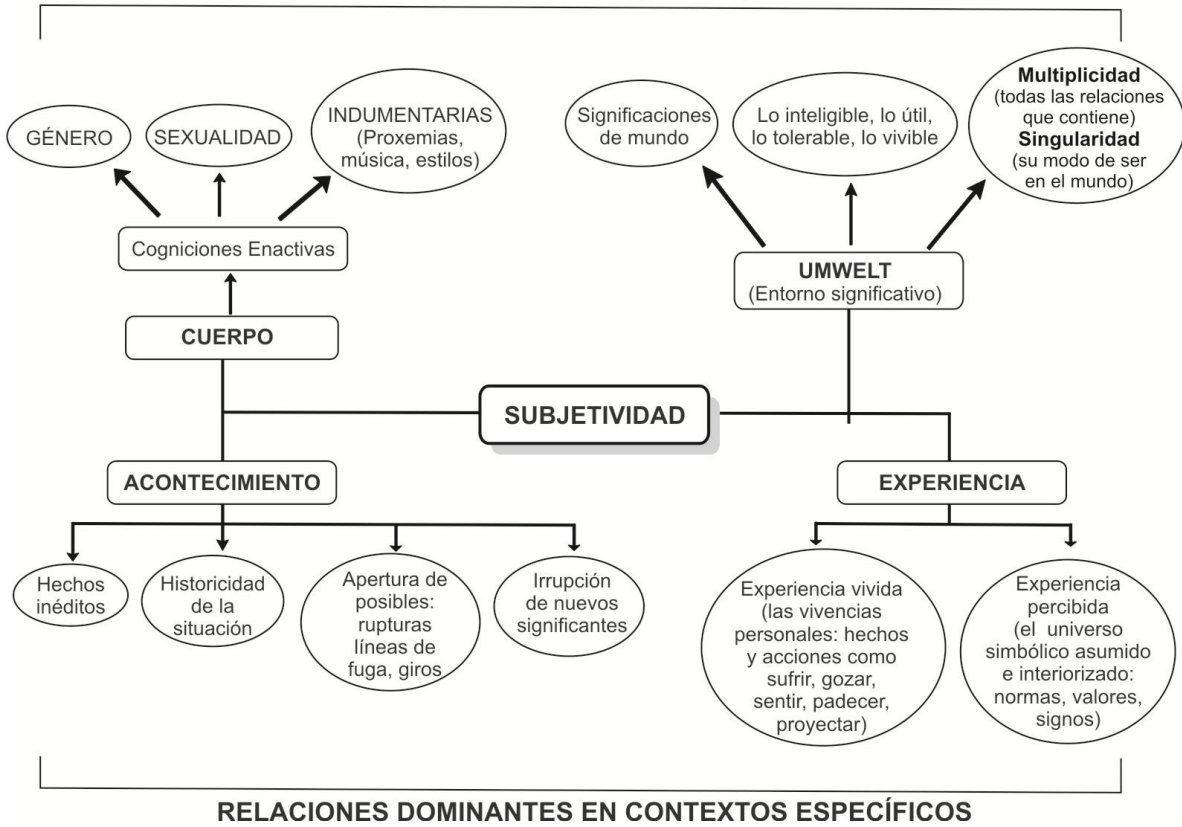 GÉNERO
SEXUALIDAD
INDUMENTARIAS
(Proxemias,
música, estilos)
Significaciones
de mundo
Lo inteligible, lo útil,
lo tolerable, lo vivible
Multiplicidad
(todas las relaciones
que contiene)
Singularidad
(su modo de ser
en el mundo)
Cogniciones Enactivas
UMWELT
(Entorno significativo)
CUERPO
SUBJETIVIDAD
ACONTECIMIENTO
EXPERIENCIA
Hechos
inéditos
Historicidad
de la
situación
Apertura de
posibles:
rupturas
líneas de
fuga, giros
Irrupción
de nuevos
significantes
Experiencia vivida
(las vivencias
personales: hechos
y acciones como
sufrir, gozar,
sentir, padecer,
proyectar)
Experiencia
percibida
(el universo
simbólico asumido
e interiorizado:
normas, valores,
signos)
RELACIONES DOMINANTES EN CONTEXTOS ESPECÍFICOS